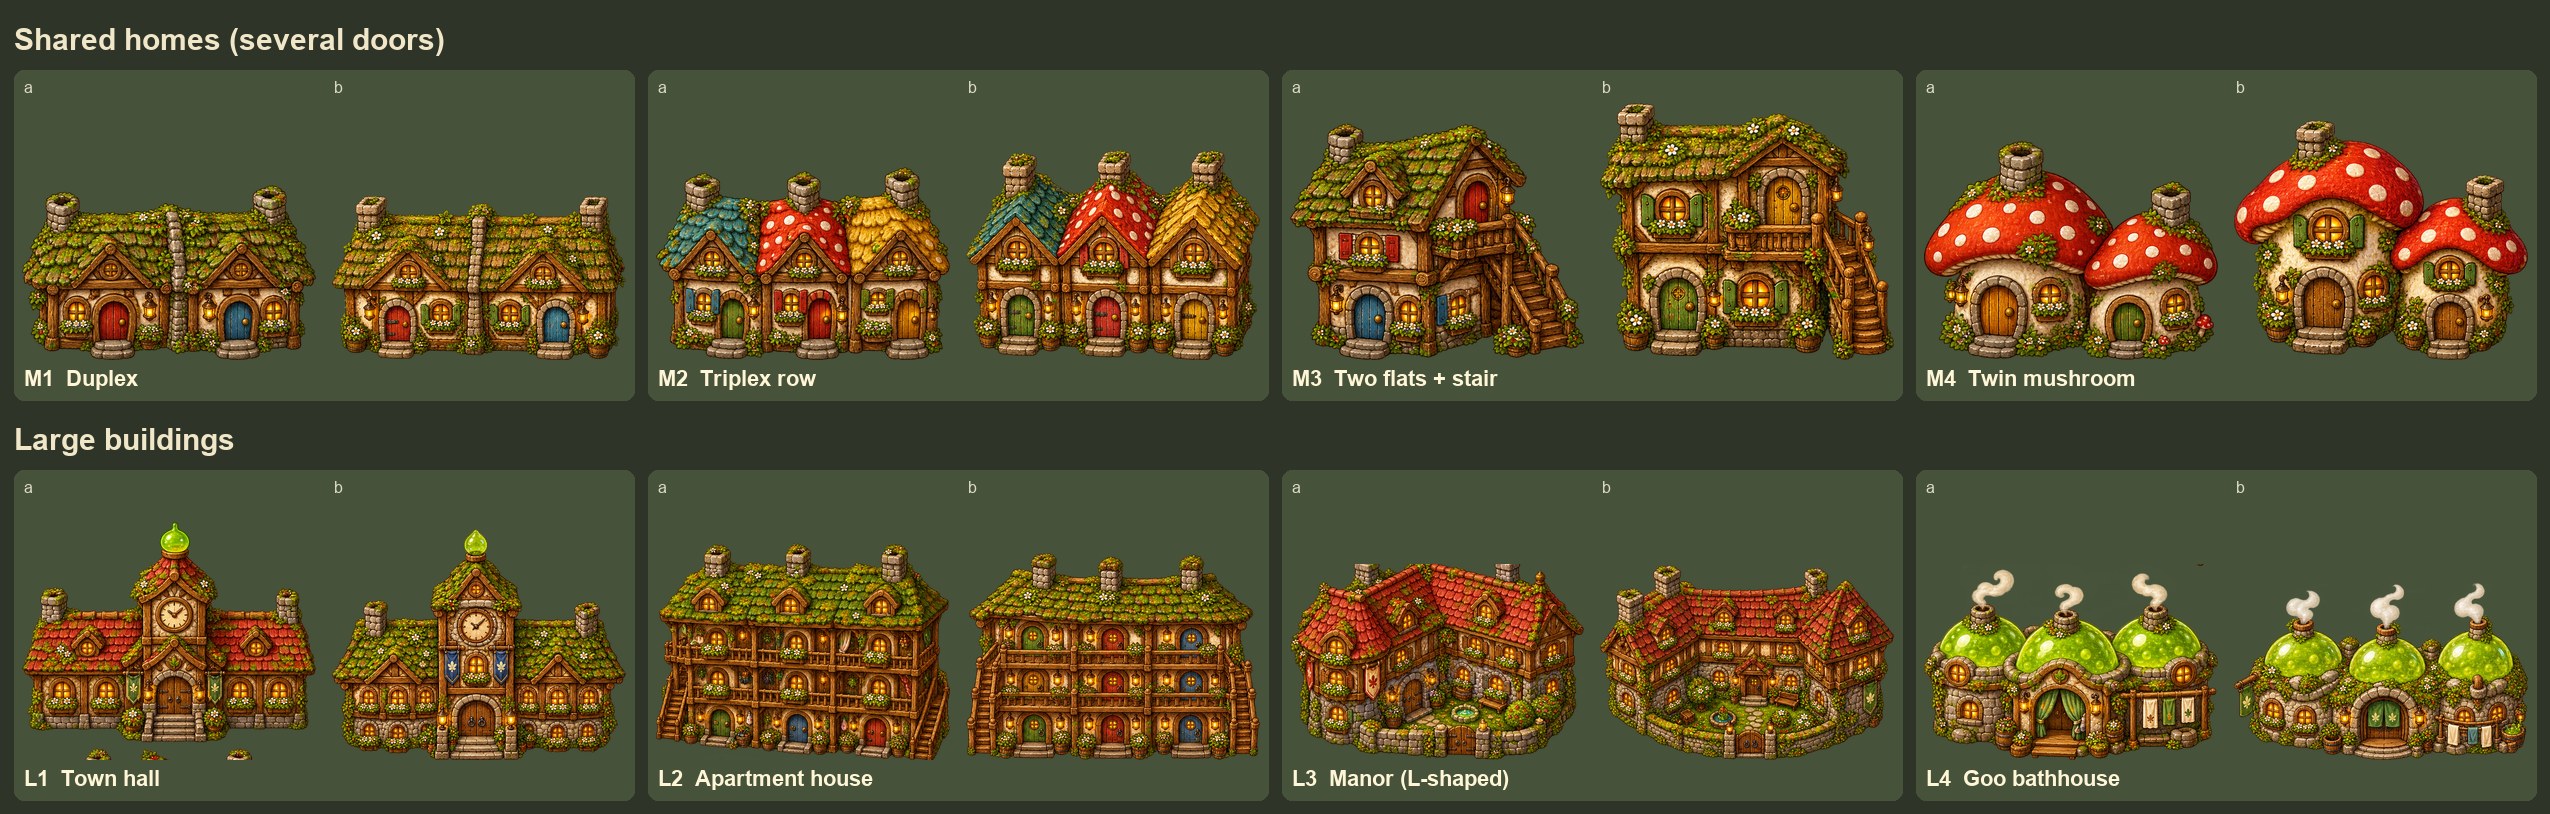 Shared homes (several doors)
a b
M1 Duplex
a b
M2 Triplex row
a b
M3 Two flats + stair
a b
M4 Twin mushroom
Large buildings
a b
L1 Town hall
a b
L2 Apartment house
a b
L3 Manor (L-shaped)
a b
L4 Goo bathhouse